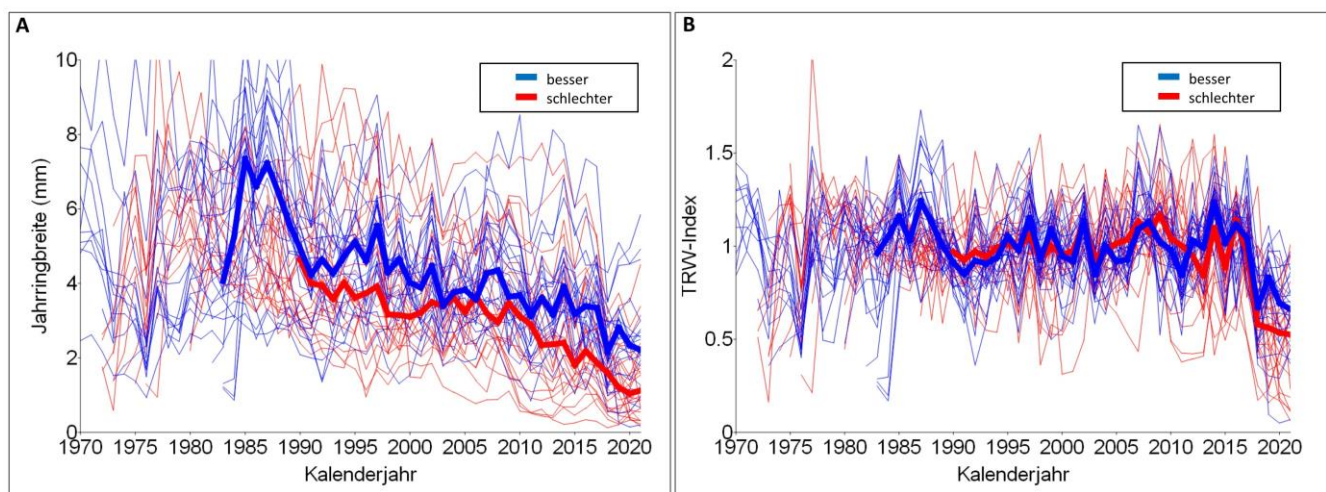 A
10
8
6
4
2
0
Jahrringbreite (mm)
besser
schlechter
1970 1975 1980 1985 1990 1995 2000 2005 2010 2015 2020
Kalenderjahr
B
2
1.5
1
0.5
0
TRW-Index
besser
schlechter
1970 1975 1980 1985 1990 1995 2000 2005 2010 2015 2020
Kalenderjahr